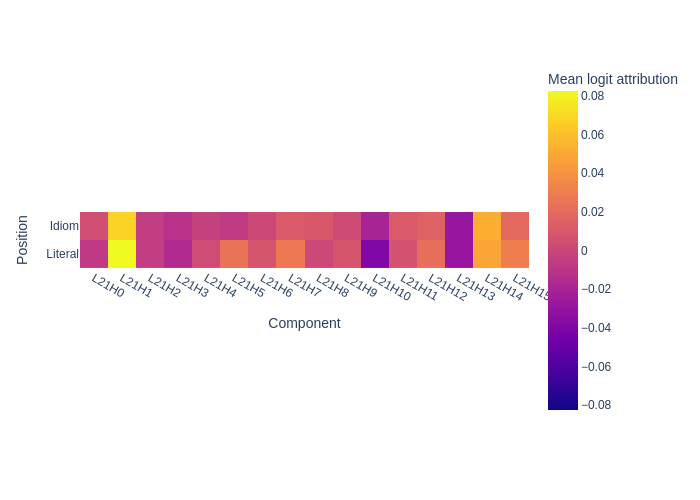 Mean logit attribution
0.08
0.06
0.04
0.02
0
−0.02
−0.04
−0.06
−0.08
Position
Idiom
Literal
L21H0 L21H1 L21H2 L21H3 L21H4 L21H5 L21H6 L21H7 L21H8 L21H9 L21H10 L21H11 L21H12 L21H13 L21H14 L21H15
Component